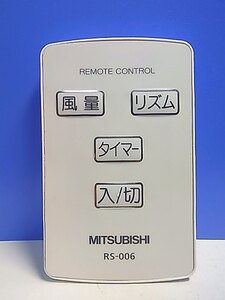 REMOTE CONTROL
風量 リズム
タイマー
入/切
MITSUBISHI
RS-006